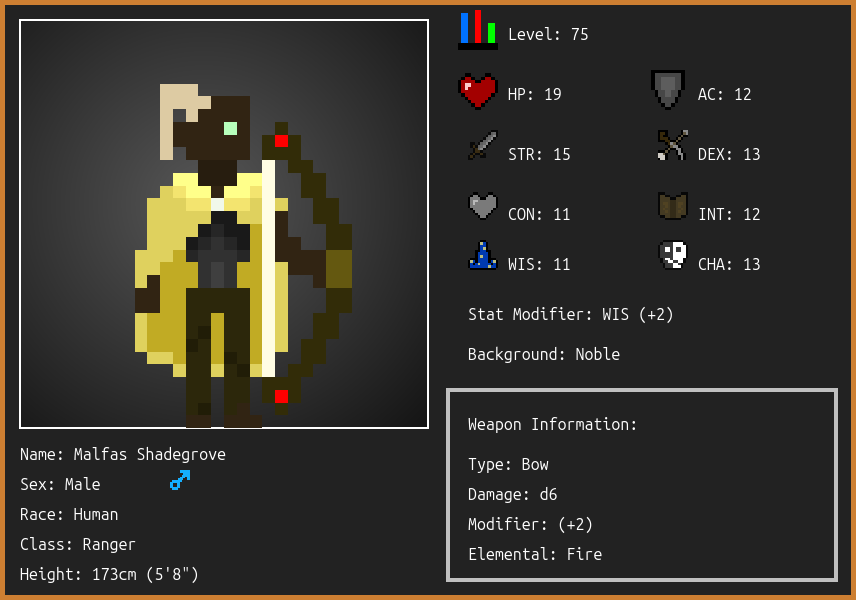 Level: 75
HP: 19
AC: 12
STR: 15
DEX: 13
CON: 11
INT: 12
WIS: 11
CHA: 13
Stat Modifier: WIS (+2)
Background: Noble
Name: Malfas Shadegrove
Sex: Male
Race: Human
Class: Ranger
Height: 173cm (5'8")
Weapon Information:
Type: Bow
Damage: d6
Modifier: (+2)
Elemental: Fire